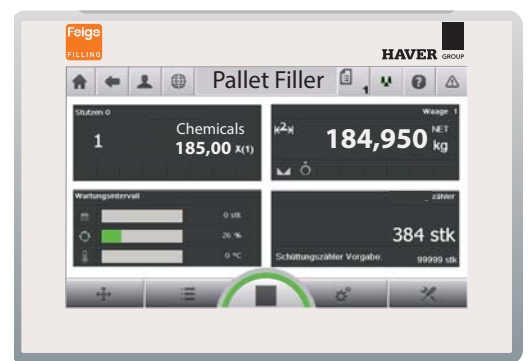 Feige
FILLING
HAVER GROUP
Pallet Filler
1
Stutzen 0
1
Chemicals
185,00 X(1)
Waage 1
2
184,950 NET
kg
Wartungsintervall
0 stk
26 %
0 °C
zähler
384 stk
Schüttungszähler Vorgabe: 99999 stk